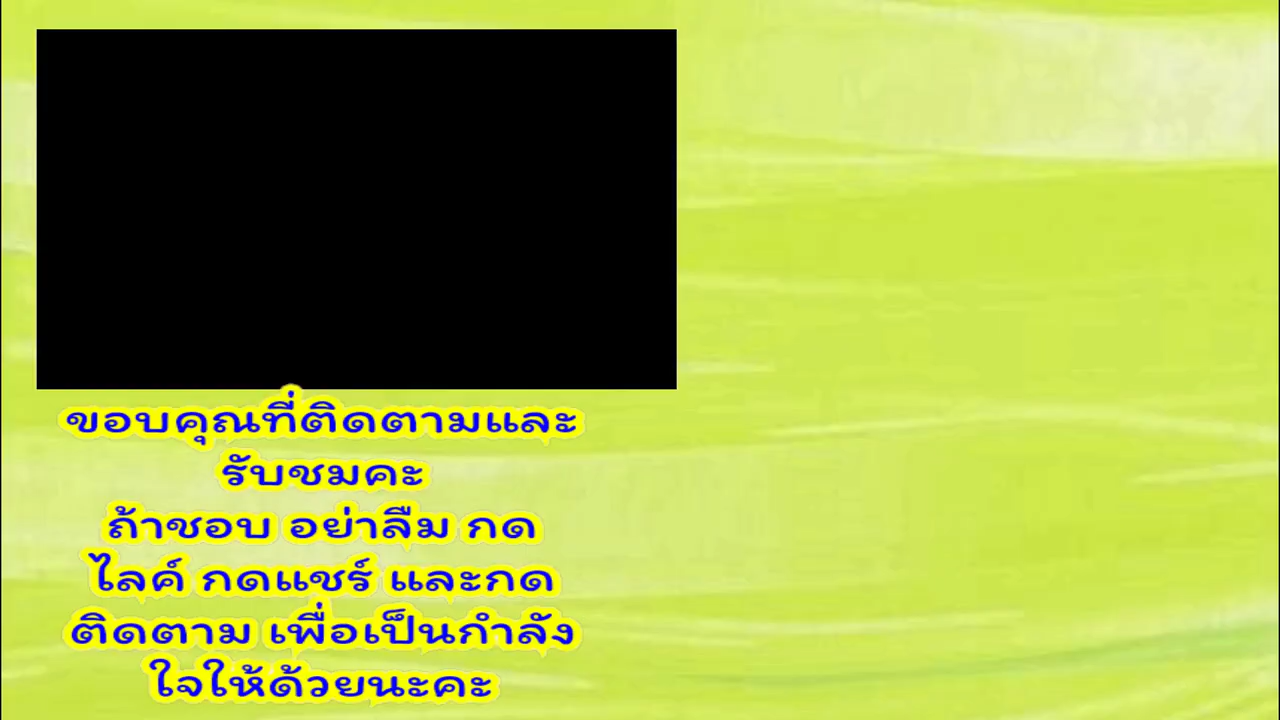 ขอบคุณที่ติดตามและ
รับชมคะ
ถ้าชอบ อย่าลืม กด
ไลค์ กดแชร์ และกด
ติดตาม เพื่อเป็นกำลัง
ใจให้ด้วยนะคะ